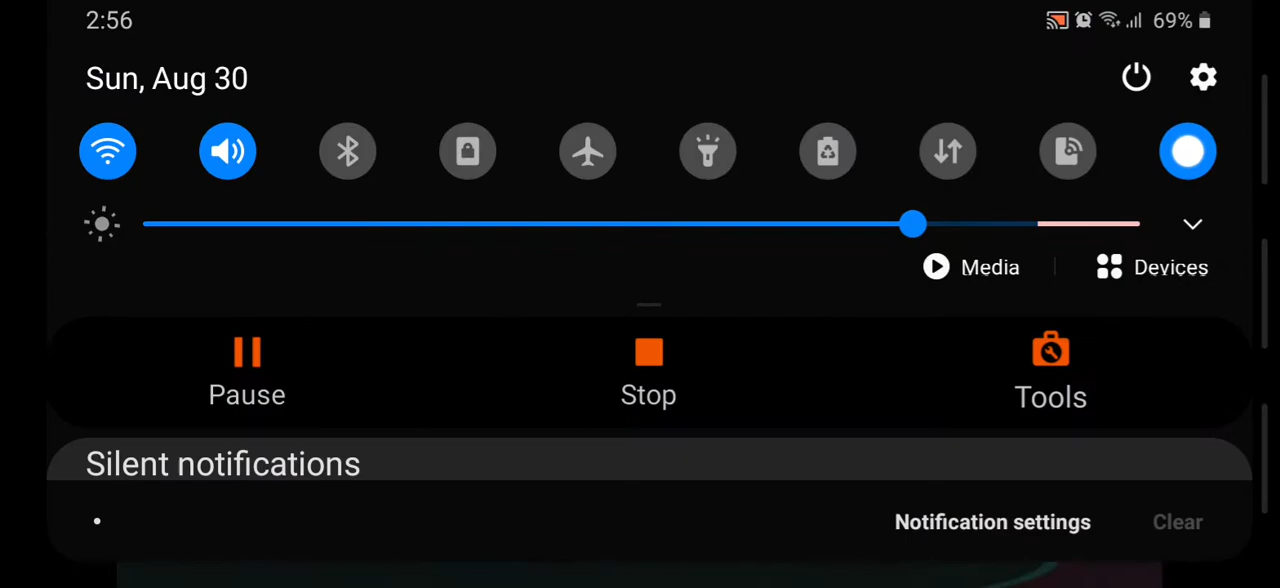 2:56
69%
Sun, Aug 30
Media
Devices
Pause
Stop
Tools
Silent notifications
Notification settings
Clear